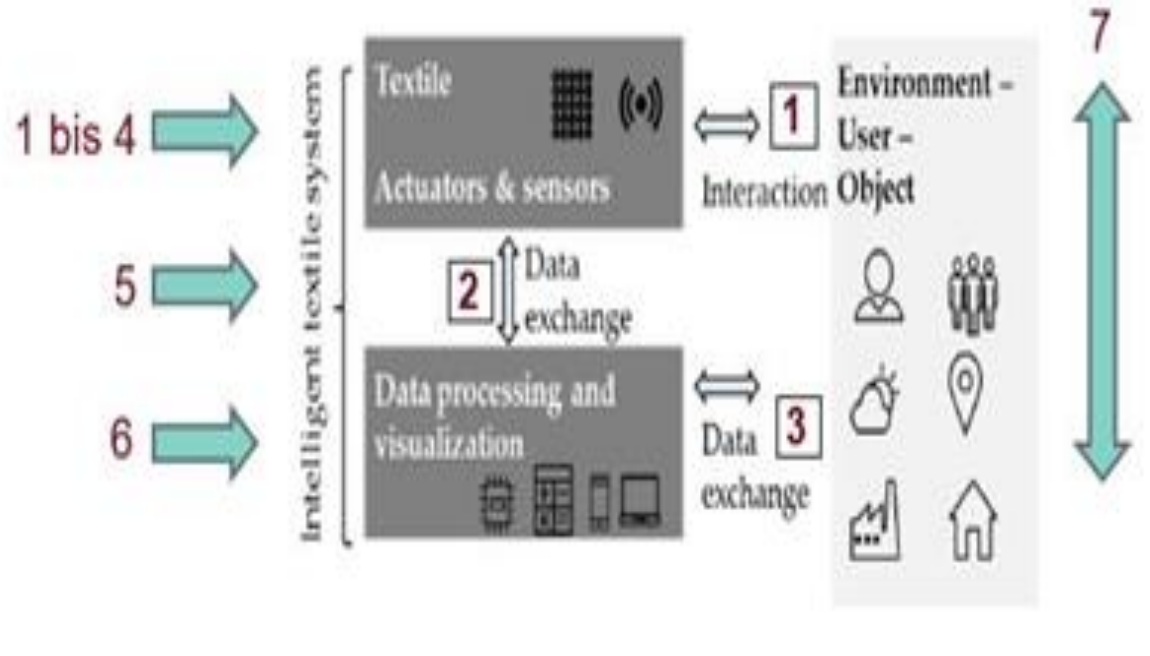 7
Textile
Environment –
1 bis 4
1
User –
Actuators & sensors
Interaction
Object
Intelligent textile system
5
2
Data
exchange
Data processing and
visualization
6
Data
3
exchange